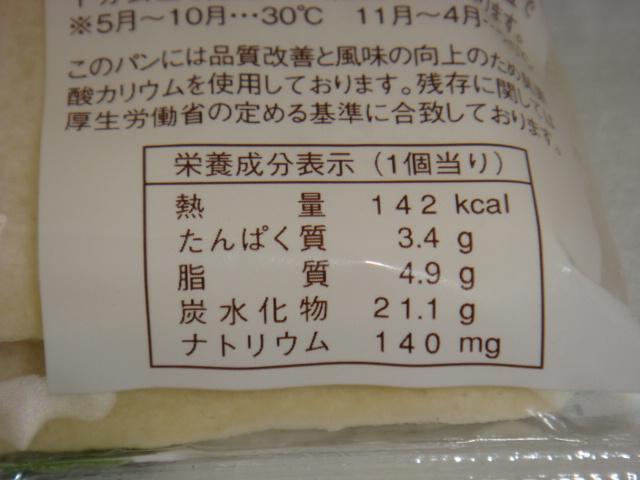 ※5月～10月…30℃ 11月～4月…
このパンには品質改善と風味の向上のため臭素
酸カリウムを使用しております。残存に関しては
厚生労働省の定める基準に合致しております。
栄養成分表示（1個当り）
熱量 142 kcal
たんぱく質 3.4 g
脂質 4.9 g
炭水化物 21.1 g
ナトリウム 140 mg